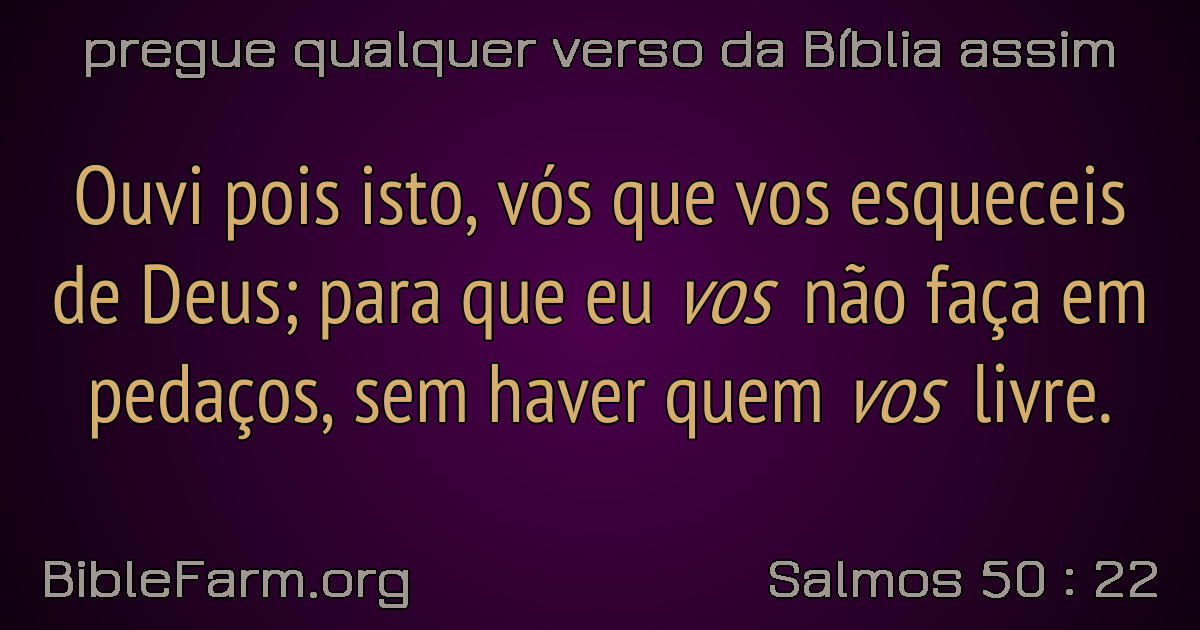 pregue qualquer verso da Bíblia assim
Ouvi pois isto, vós que vos esqueceis
de Deus; para que eu vos não faça em
pedaços, sem haver quem vos livre.
BibleFarm.org
Salmos 50 : 22